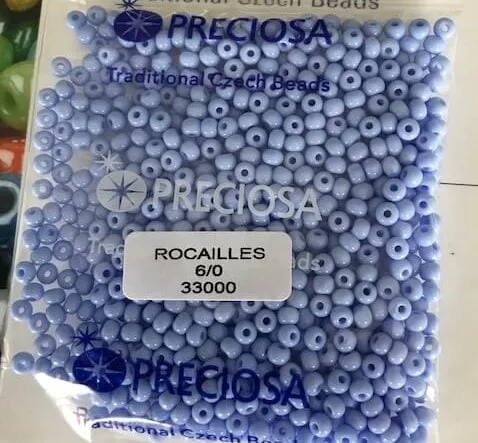 Traditional Czech Beads
PRECIOSA
Traditional Czech Beads
PRECIOSA
ROCAILLES
6/0
33000
PRECIOSA
Traditional Czech Beads